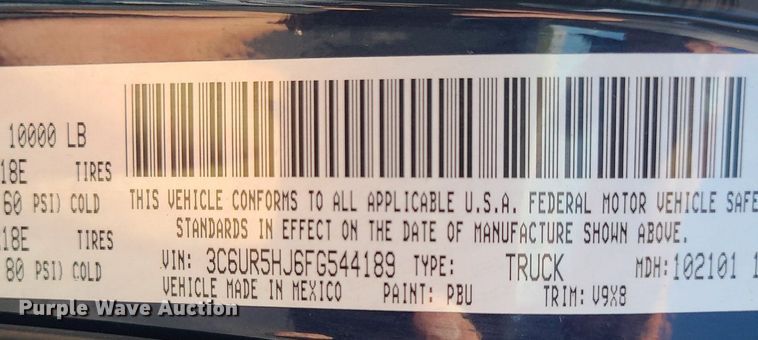 10000 LB
18E TIRES
60 PSI) COLD
18E TIRES
80 PSI) COLD
THIS VEHICLE CONFORMS TO ALL APPLICABLE U.S.A. FEDERAL MOTOR VEHICLE SAFE
STANDARDS IN EFFECT ON THE DATE OF MANUFACTURE SHOWN ABOVE.
VIN: 3C6UR5HJ6FG544189 TYPE: TRUCK MDH: 102101 1
VEHICLE MADE IN MEXICO PAINT: PBU TRIM: V9X8
Purple Wave Auction